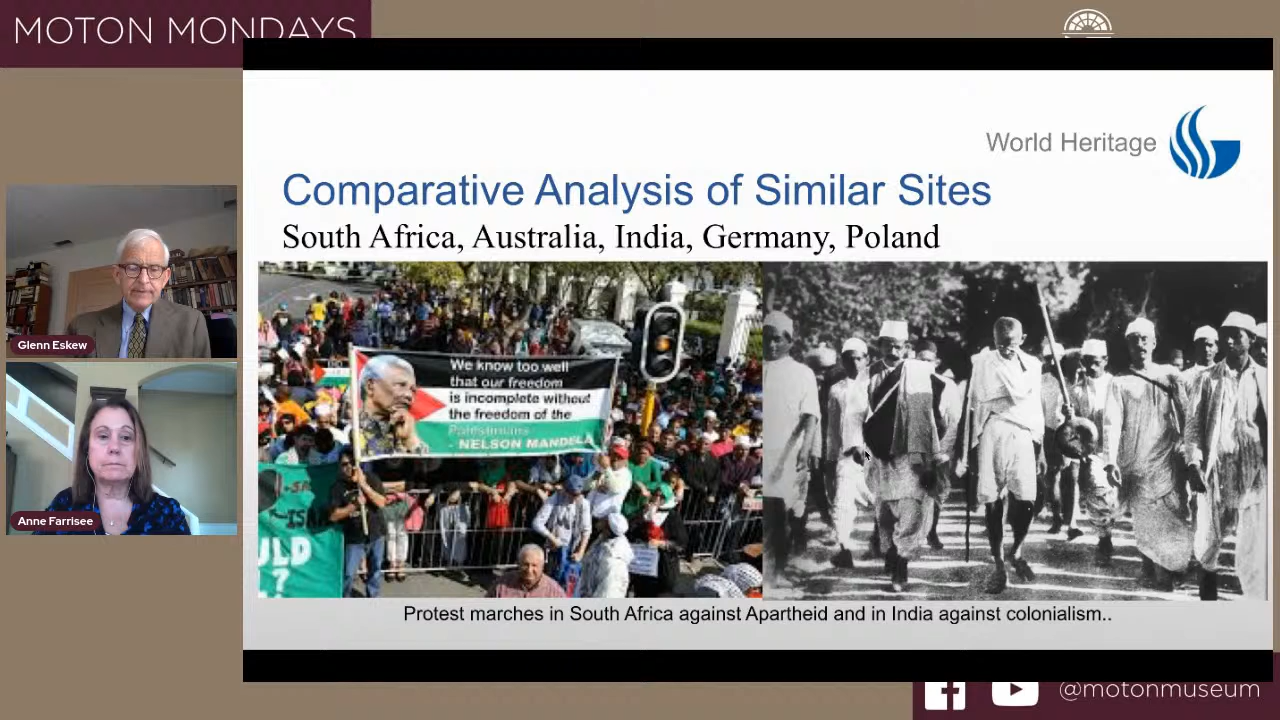 MOTON MONDAYS
World Heritage
Comparative Analysis of Similar Sites
South Africa, Australia, India, Germany, Poland
We know too well
that our freedom
is incomplete without
the freedom of the
Palestinians
- NELSON MANDELA
ULD
?
Protest marches in South Africa against Apartheid and in India against colonialism..
Glenn Eskew
Anne Farrisee
@motonmuseum